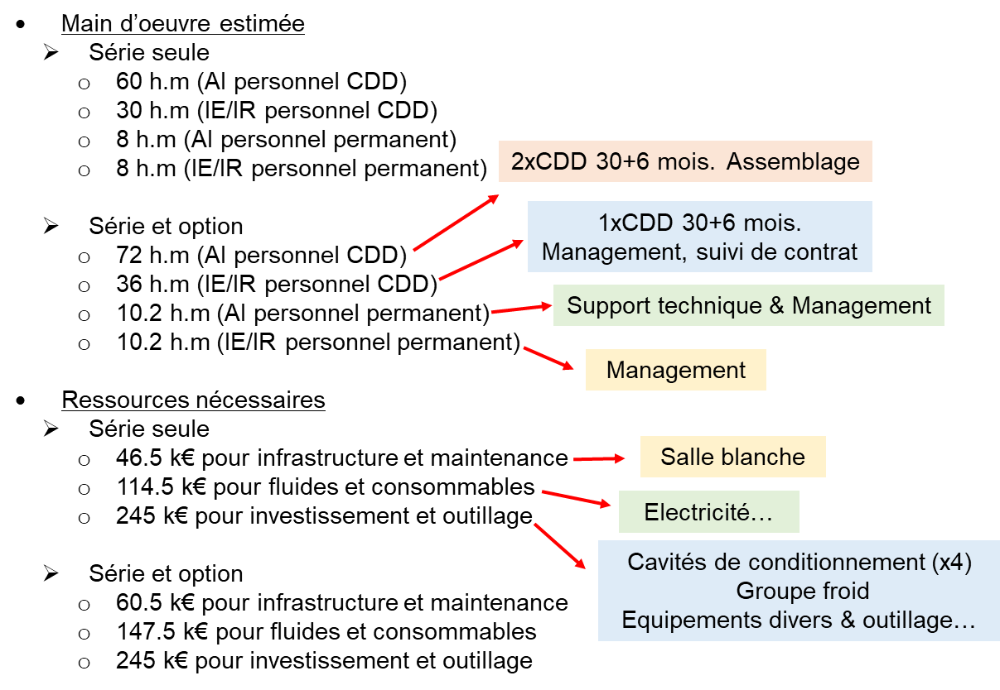 • Main d’oeuvre estimée
➢ Série seule
o 60 h.m (AI personnel CDD)
o 30 h.m (IE/IR personnel CDD)
o 8 h.m (AI personnel permanent)
o 8 h.m (IE/IR personnel permanent)
2xCDD 30+6 mois. Assemblage
➢ Série et option
o 72 h.m (AI personnel CDD)
1xCDD 30+6 mois.
Management, suivi de contrat
o 36 h.m (IE/IR personnel CDD)
o 10.2 h.m (AI personnel permanent)
Support technique & Management
o 10.2 h.m (IE/IR personnel permanent)
Management
• Ressources nécessaires
➢ Série seule
o 46.5 k€ pour infrastructure et maintenance
Salle blanche
o 114.5 k€ pour fluides et consommables
Electricité…
o 245 k€ pour investissement et outillage
Cavités de conditionnement (x4)
Groupe froid
Equipements divers & outillage…
➢ Série et option
o 60.5 k€ pour infrastructure et maintenance
o 147.5 k€ pour fluides et consommables
o 245 k€ pour investissement et outillage